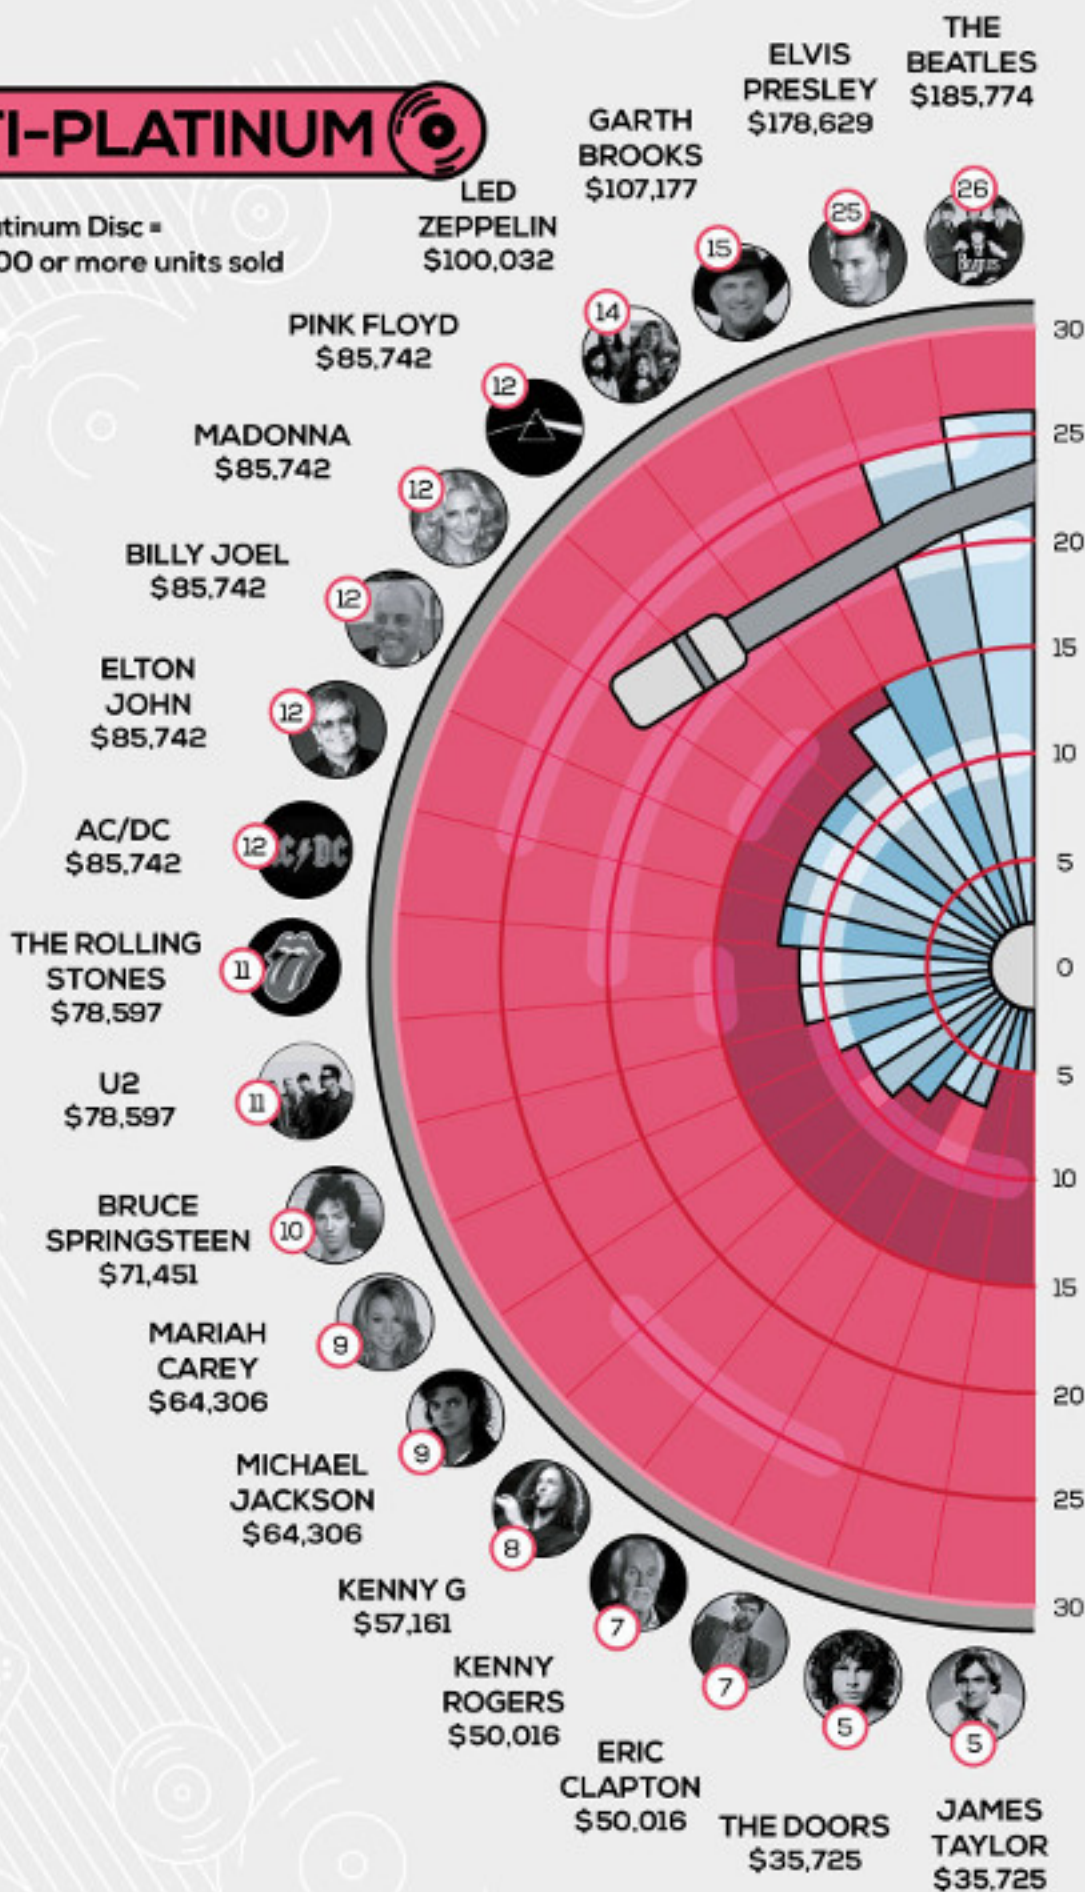 THE
BEATLES
$185,774
26
ELVIS
PRESLEY
$178,629
25
GARTH
BROOKS
$107,177
15
TI-PLATINUM
tinum Disc =
00 or more units sold
LED
ZEPPELIN
$100,032
14
PINK FLOYD
$85,742
12
MADONNA
$85,742
12
BILLY JOEL
$85,742
12
ELTON
JOHN
$85,742
12
AC/DC
$85,742
12
THE ROLLING
STONES
$78,597
11
U2
$78,597
11
BRUCE
SPRINGSTEEN
$71,451
10
MARIAH
CAREY
$64,306
9
MICHAEL
JACKSON
$64,306
9
KENNY G
$57,161
8
KENNY
ROGERS
$50,016
7
ERIC
CLAPTON
$50,016
7
THE DOORS
$35,725
5
JAMES
TAYLOR
$35,725
5
30
25
20
15
10
5
0
5
10
15
20
25
30